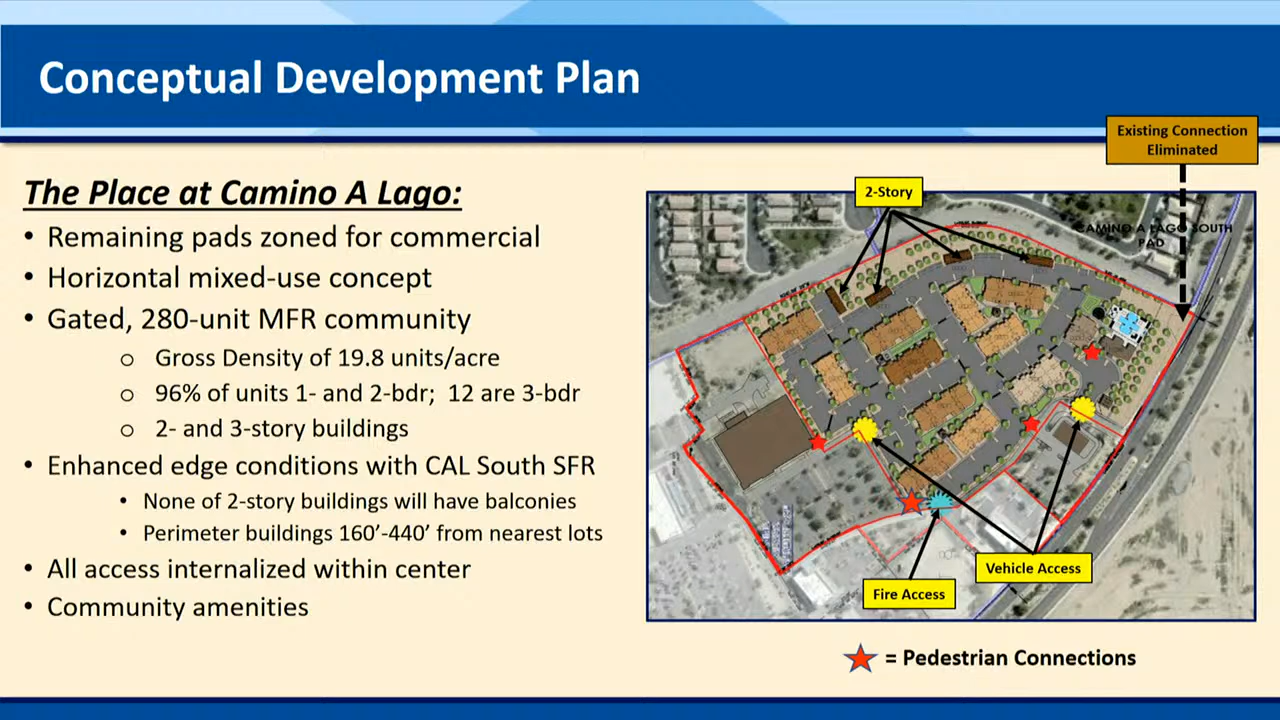 Conceptual Development Plan
Existing Connection
Eliminated
The Place at Camino A Lago:
• Remaining pads zoned for commercial
• Horizontal mixed-use concept
• Gated, 280-unit MFR community
o Gross Density of 19.8 units/acre
o 96% of units 1- and 2-bdr; 12 are 3-bdr
o 2- and 3-story buildings
• Enhanced edge conditions with CAL South SFR
• None of 2-story buildings will have balconies
• Perimeter buildings 160’-440’ from nearest lots
• All access internalized within center
• Community amenities
2-Story
CAMINO A LAGO SOUTH
PAD
Vehicle Access
Fire Access
= Pedestrian Connections